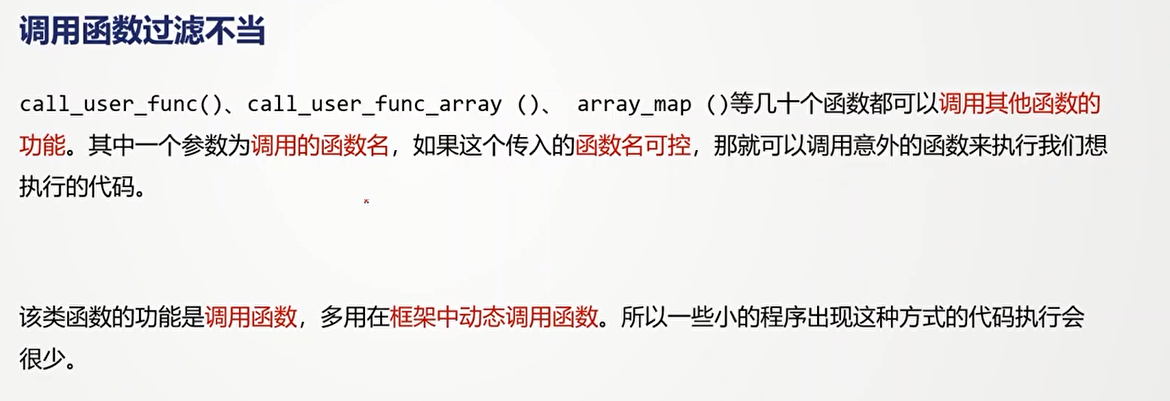 调用函数过滤不当
call_user_func()、call_user_func_array ()、 array_map ()等几十个函数都可以调用其他函数的
功能。其中一个参数为调用的函数名，如果这个传入的函数名可控，那就可以调用意外的函数来执行我们想
执行的代码。
该类函数的功能是调用函数，多用在框架中动态调用函数。所以一些小的程序出现这种方式的代码执行会
很少。